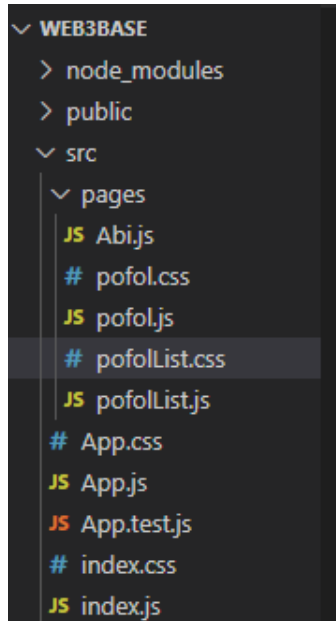 WEB3BASE
node_modules
public
src
pages
JS Abi.js
# pofol.css
JS pofol.js
# pofolList.css
JS pofolList.js
# App.css
JS App.js
JS App.test.js
# index.css
JS index.js